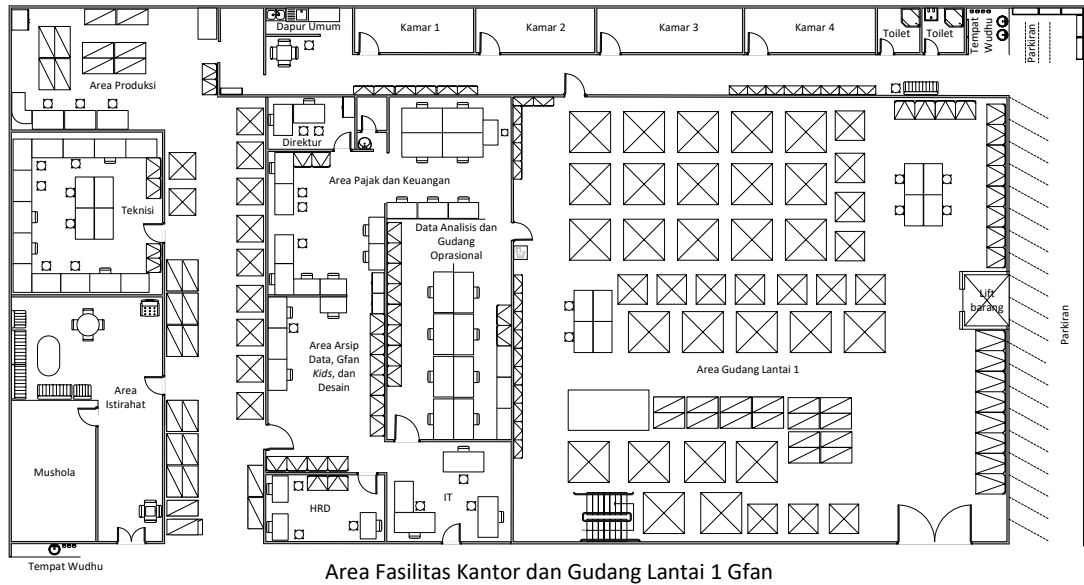 Dapur Umum
Kamar 1
Kamar 2
Kamar 3
Kamar 4
Toilet
Toilet
Tempat
Wudhu
Parkiran
Area Produksi
Direktur
Area Pajak dan Keuangan
Teknisi
Data Analisis dan
Gudang
Oprasional
Lift
barang
Parkiran
Area Arsip
Data, Gfan
Kids, dan
Desain
Area Gudang Lantai 1
Area
Istirahat
Mushola
HRD
IT
Tempat Wudhu
Area Fasilitas Kantor dan Gudang Lantai 1 Gfan